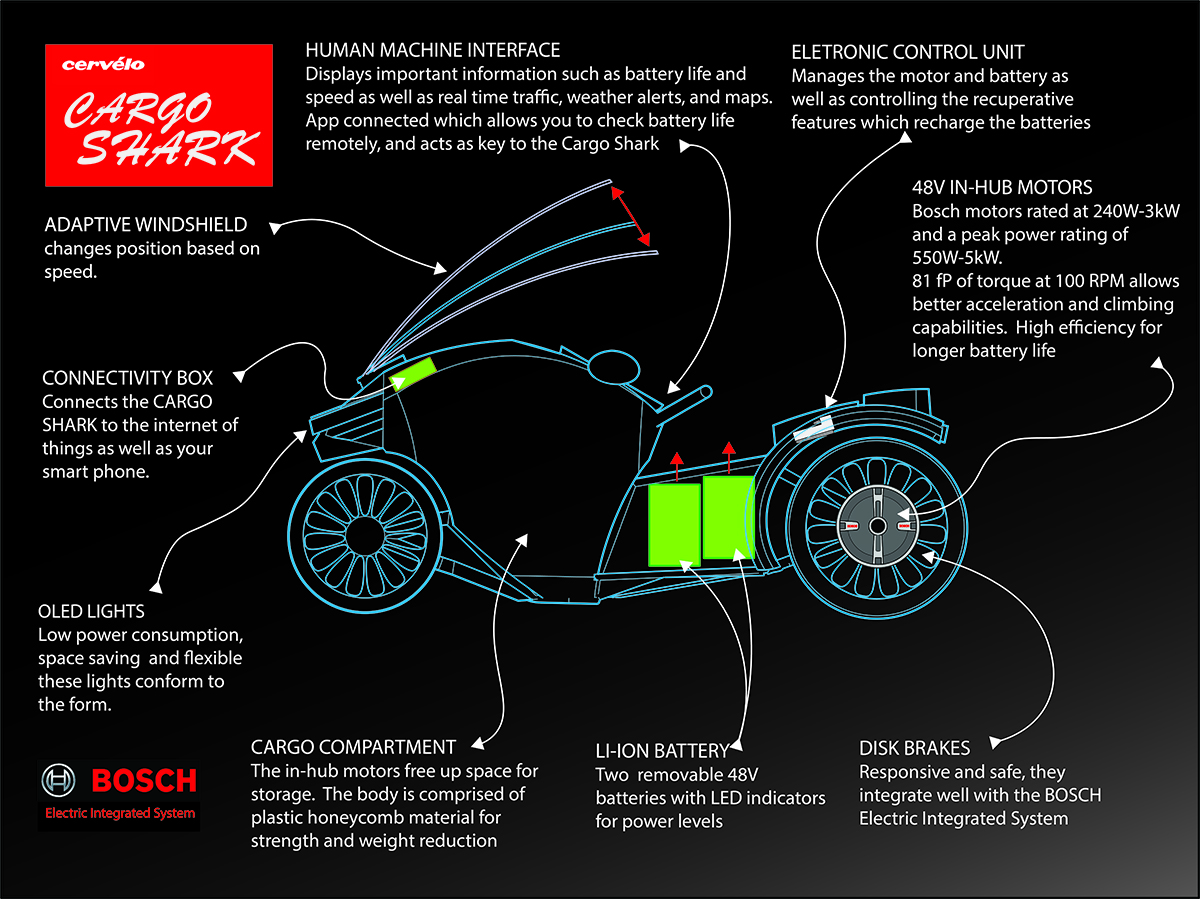 cervélo
CARGO
SHARK
HUMAN MACHINE INTERFACE
Displays important information such as battery life and
speed as well as real time traffic, weather alerts, and maps.
App connected which allows you to check battery life
remotely, and acts as key to the Cargo Shark
ELETRONIC CONTROL UNIT
Manages the motor and battery as
well as controlling the recuperative
features which recharge the batteries
48V IN-HUB MOTORS
Bosch motors rated at 240W-3kW
and a peak power rating of
550W-5kW.
81 fP of torque at 100 RPM allows
better acceleration and climbing
capabilities. High efficiency for
longer battery life
ADAPTIVE WINDSHIELD
changes position based on
speed.
CONNECTIVITY BOX
Connects the CARGO
SHARK to the internet of
things as well as your
smart phone.
OLED LIGHTS
Low power consumption,
space saving and flexible
these lights conform to
the form.
BOSCH
Electric Integrated System
CARGO COMPARTMENT
The in-hub motors free up space for
storage. The body is comprised of
plastic honeycomb material for
strength and weight reduction
LI-ION BATTERY
Two removable 48V
batteries with LED indicators
for power levels
DISK BRAKES
Responsive and safe, they
integrate well with the BOSCH
Electric Integrated System